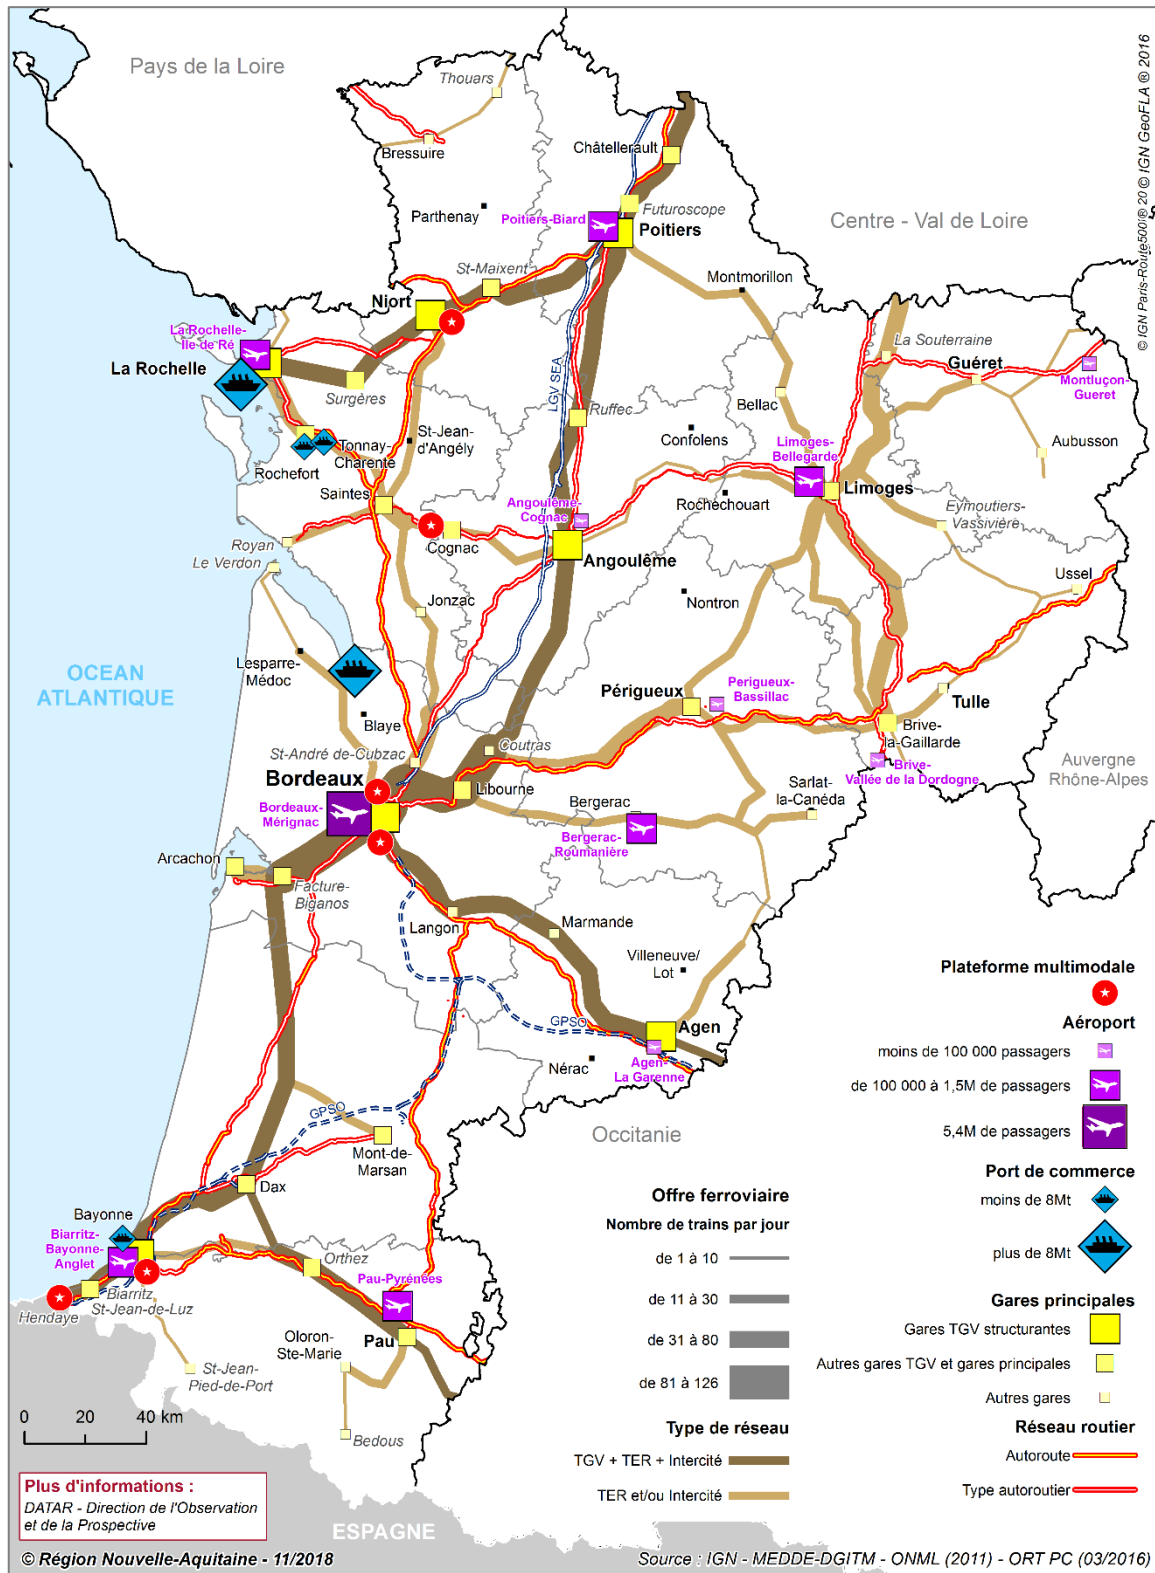 Pays de la Loire
Thouars
Bressuire
Châtellerault
Parthenay
Poitiers-Biard
Futuroscope
Poitiers
Centre - Val de Loire
© IGN Paris-Route500® 20 © IGN GeoFLA ® 2016
St-Maixent
Montmorillon
Niort
La Rochelle-
Ile de Ré
La Rochelle
Surgères
LGV SEA
La Souterraine
Guéret
Montluçon-
Gueret
Bellac
Ruffec
Confolens
St-Jean-
d'Angély
Tonnay-
Charente
Rochefort
Aubusson
Limoges-
Bellegarde
Limoges
Rochechouart
Saintes
Angoulême-
Cognac
Cognac
Eymoutiers-
Vassivière
Royan
Le Verdon
Angoulême
Ussel
Jonzac
Nontron
Lesparre-
Médoc
OCEAN
ATLANTIQUE
Périgueux
Perigueux-
Bassillac
Tulle
Blaye
Brive-
la-Gaillarde
St-André de-Cubzac
Coutras
Brive-
Vallée de la Dordogne
Auvergne
Rhône-Alpes
Bordeaux
Bordeaux-
Mérignac
Libourne
Bergerac
Sarlat-
la-Canéda
Bergerac-
Roumanière
Arcachon
Facture-
Biganos
Langon
Marmande
Villeneuve/
Lot
GPSO
Agen
Agen-
La Garenne
Nérac
GPSO
Occitanie
Mont-de-
Marsan
Dax
Bayonne
Biarritz-
Bayonne-
Anglet
Orthez
Pau-Pyrénées
Biarritz
St-Jean-de-Luz
Hendaye
Oloron-
Ste-Marie
Pau
St-Jean-
Pied-de-Port
Bedous
0 20 40 km
Plateforme multimodale
Aéroport
moins de 100 000 passagers
de 100 000 à 1,5M de passagers
5,4M de passagers
Port de commerce
moins de 8Mt
plus de 8Mt
Gares principales
Gares TGV structurantes
Autres gares TGV et gares principales
Autres gares
Réseau routier
Autoroute
Type autoroutier
Offre ferroviaire
Nombre de trains par jour
de 1 à 10
de 11 à 30
de 31 à 80
de 81 à 126
Type de réseau
TGV + TER + Intercité
TER et/ou Intercité
Plus d'informations :
DATAR - Direction de l'Observation
et de la Prospective
ESPAGNE
© Région Nouvelle-Aquitaine - 11/2018
Source : IGN - MEDDE-DGITM - ONML (2011) - ORT PC (03/2016)